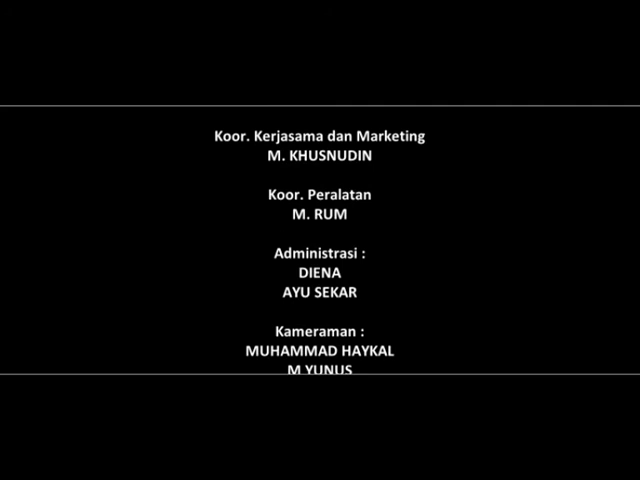 Koor. Kerjasama dan Marketing
M. KHUSNUDIN
Koor. Peralatan
M. RUM
Administrasi :
DIENA
AYU SEKAR
Kameraman :
MUHAMMAD HAYKAL
M YUNUS